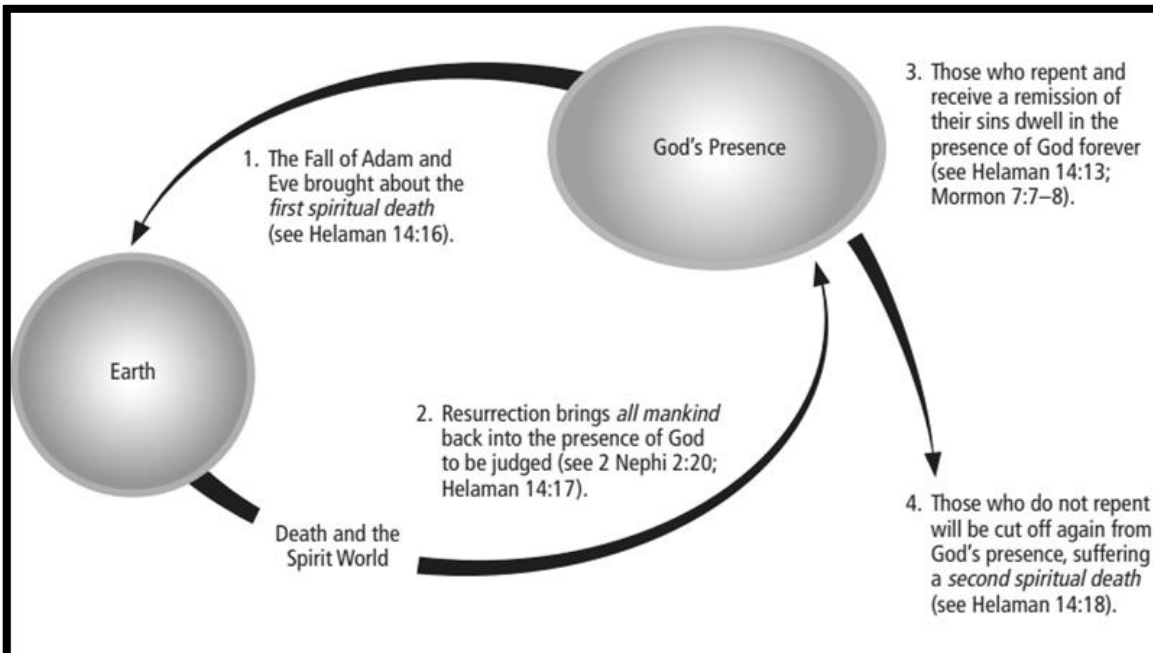 God's Presence
1. The Fall of Adam and
Eve brought about the
first spiritual death
(see Helaman 14:16).
Earth
2. Resurrection brings all mankind
back into the presence of God
to be judged (see 2 Nephi 2:20;
Helaman 14:17).
Death and the
Spirit World
3. Those who repent and
receive a remission of
their sins dwell in the
presence of God forever
(see Helaman 14:13;
Mormon 7:7–8).
4. Those who do not repent
will be cut off again from
God's presence, suffering
a second spiritual death
(see Helaman 14:18).